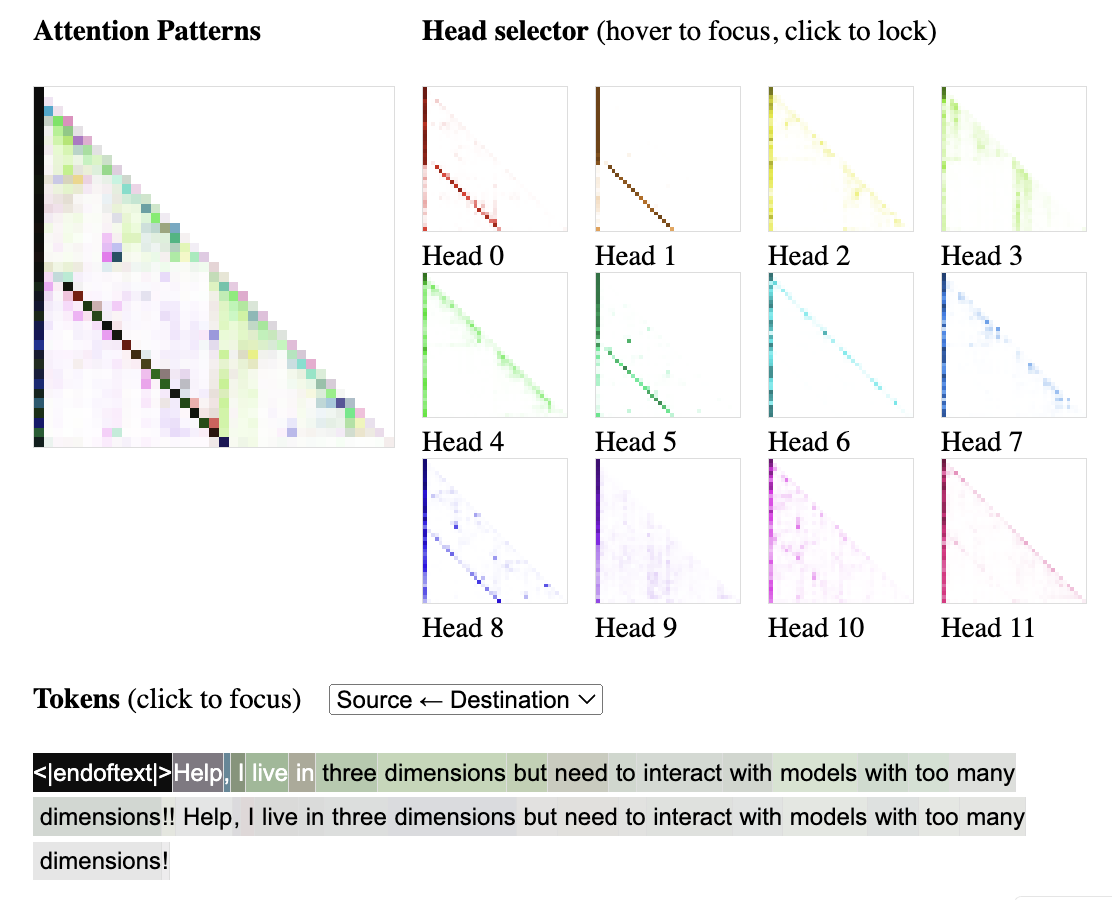 Attention Patterns
Head selector (hover to focus, click to lock)
Head 0
Head 1
Head 2
Head 3
Head 4
Head 5
Head 6
Head 7
Head 8
Head 9
Head 10
Head 11
Tokens (click to focus)
Source ← Destination
<|endoftext|>Help, I live in three dimensions but need to interact with models with too many
dimensions!! Help, I live in three dimensions but need to interact with models with too many
dimensions!